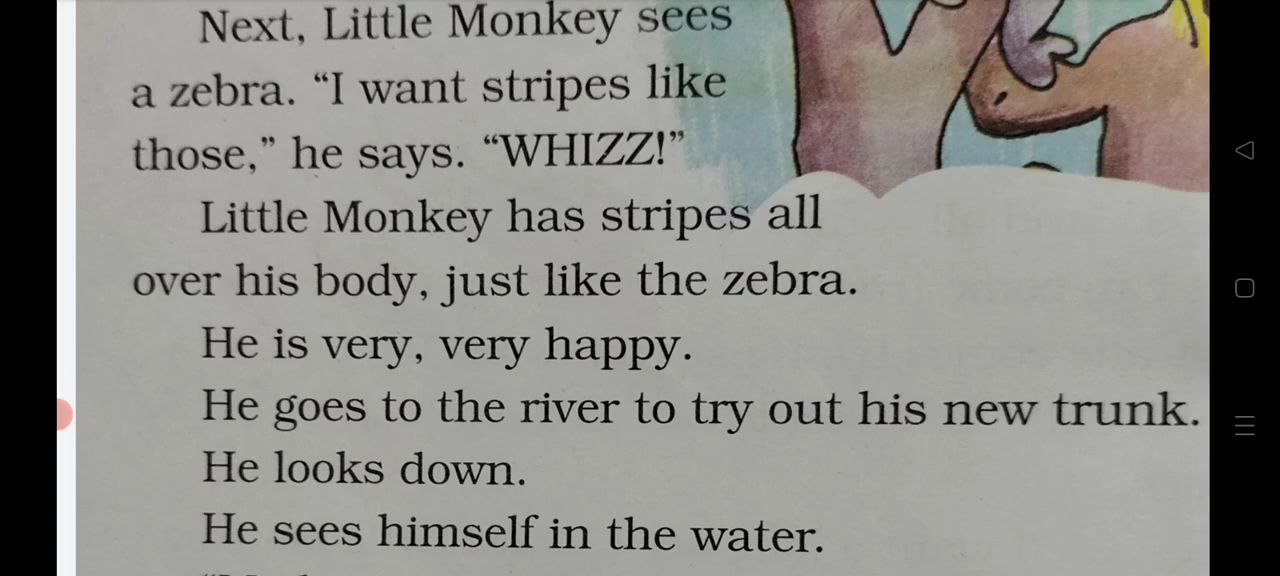 Next, Little Monkey sees
a zebra. “I want stripes like
those,” he says. “WHIZZ!”
Little Monkey has stripes all
over his body, just like the zebra.
He is very, very happy.
He goes to the river to try out his new trunk.
He looks down.
He sees himself in the water.